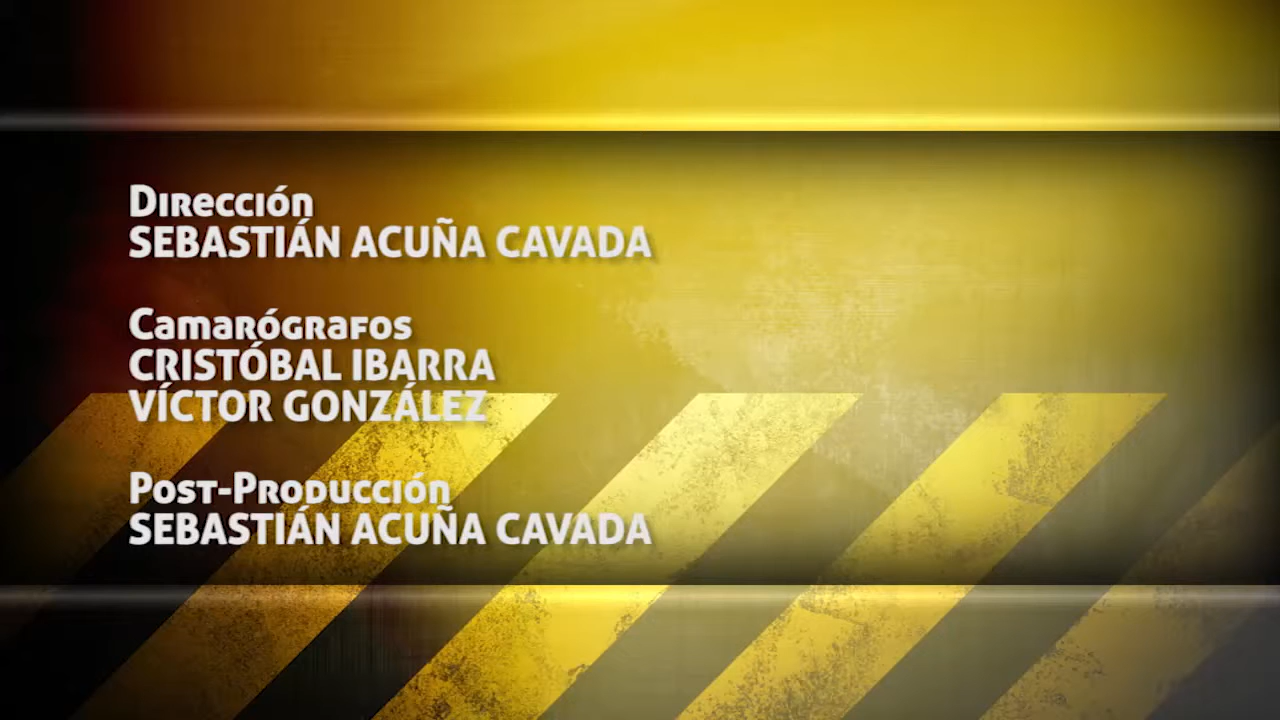 Dirección
SEBASTIÁN ACUÑA CAVADA
Camarógrafos
CRISTÓBAL IBARRA
VÍCTOR GONZÁLEZ
Post-Producción
SEBASTIÁN ACUÑA CAVADA